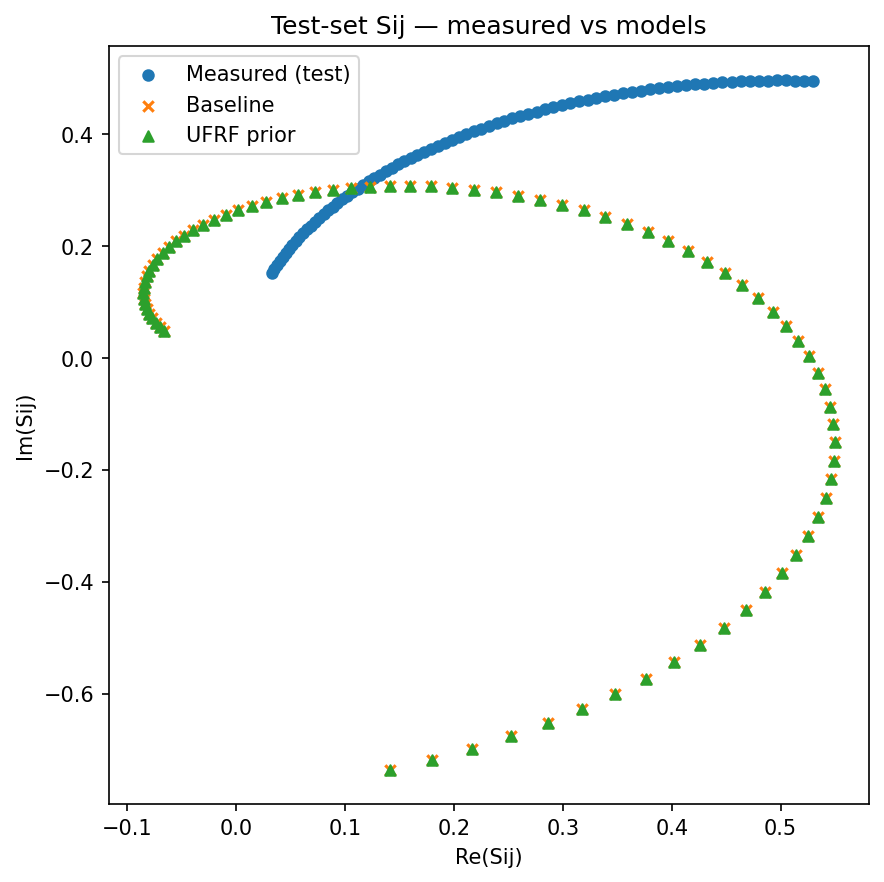 Test-set Sij — measured vs models
Measured (test)
Baseline
UFRF prior
Im(Sij)
0.4
0.2
0.0
−0.2
−0.4
−0.6
−0.1
0.0
0.1
0.2
0.3
0.4
0.5
Re(Sij)